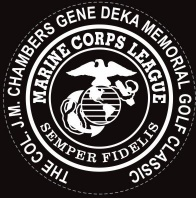 THE COL. J.M. CHAMBERS GENE DEKA MEMORIAL GOLF CLASSIC
MARINE CORPS LEAGUE
SEMPER FIDELIS